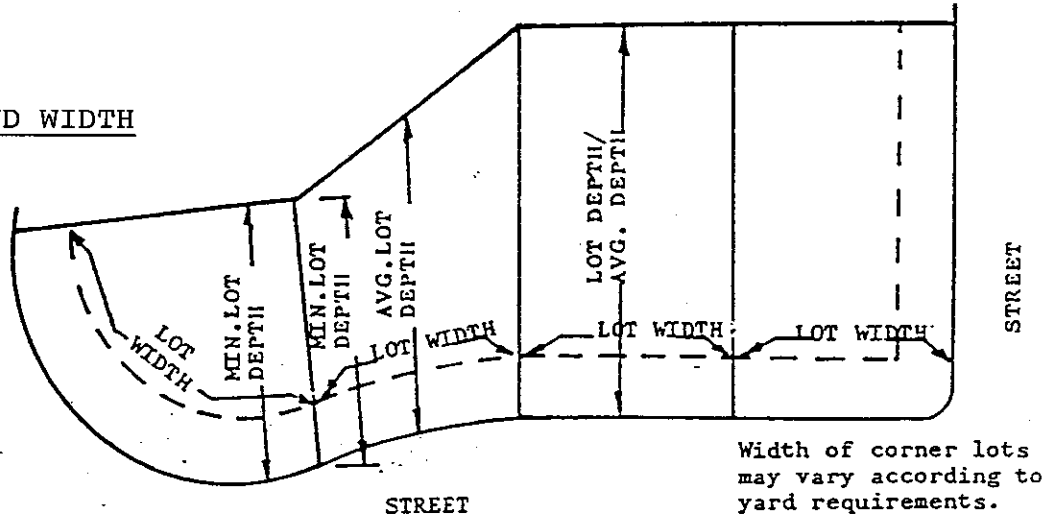 WIDTH
LOT
WIDTH
MIN.LOT
DEPTH
MIN.LOT
DEPTH
AVG.LOT
DEPTH
LOT WIDTH
LOT DEPTH/
AVG. DEPTH
LOT WIDTH
LOT WIDTH
STREET
STREET
Width of corner lots
may vary according to
yard requirements.